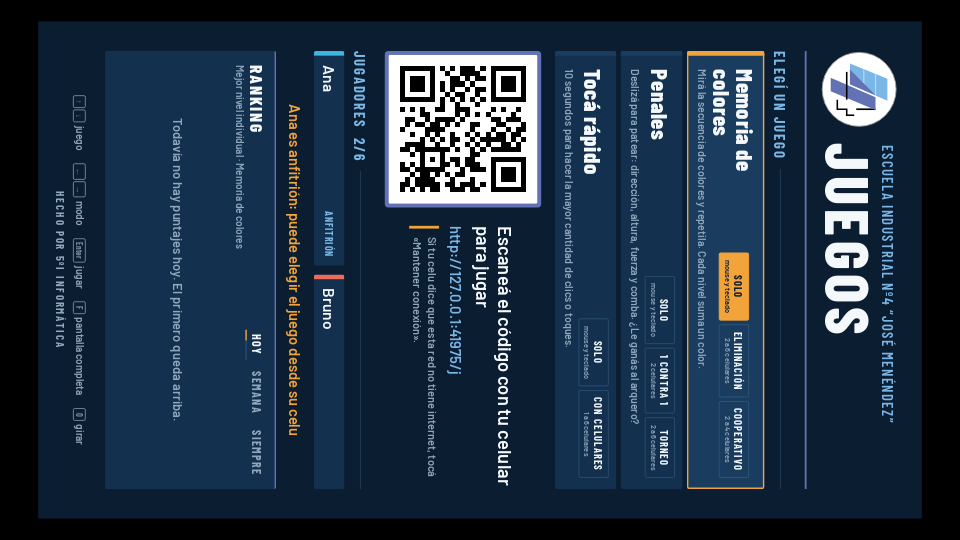 ESCUELA INDUSTRIAL Nº4 "JOSÉ MENÉNDEZ"
JUEGOS
ELEGÍ UN JUEGO
Memoria de
colores
SOLO
mouse y teclado
ELIMINACIÓN
2 a 6 celulares
COOPERATIVO
2 a 4 celulares
Mirá la secuencia de colores y repetila. Cada nivel suma un color.
Penales
SOLO
mouse y teclado
1 CONTRA 1
2 celulares
TORNEO
2 a 6 celulares
Deslizá para patear: dirección, altura, fuerza y comba. ¿Le ganás al arquero?
Tocá rápido
SOLO
mouse y teclado
CON CELULARES
1 a 6 celulares
10 segundos para hacer la mayor cantidad de clics o toques.
Escaneá el código con tu celular
para jugar
http://127.0.0.1:41975/j
Si tu celu dice que esta red no tiene internet, tocá
«Mantener conexión».
JUGADORES 2/6
Ana
ANFITRIÓN
Bruno
Ana es anfitrión: puede elegir el juego desde su celu
RANKING
HOY
SEMANA
SIEMPRE
Mejor nivel individual · Memoria de colores
Todavía no hay puntajes hoy. El primero queda arriba.
↑ ↓ juego ← → modo Enter jugar F pantalla completa 0 girar
HECHO POR 5º1 INFORMÁTICA